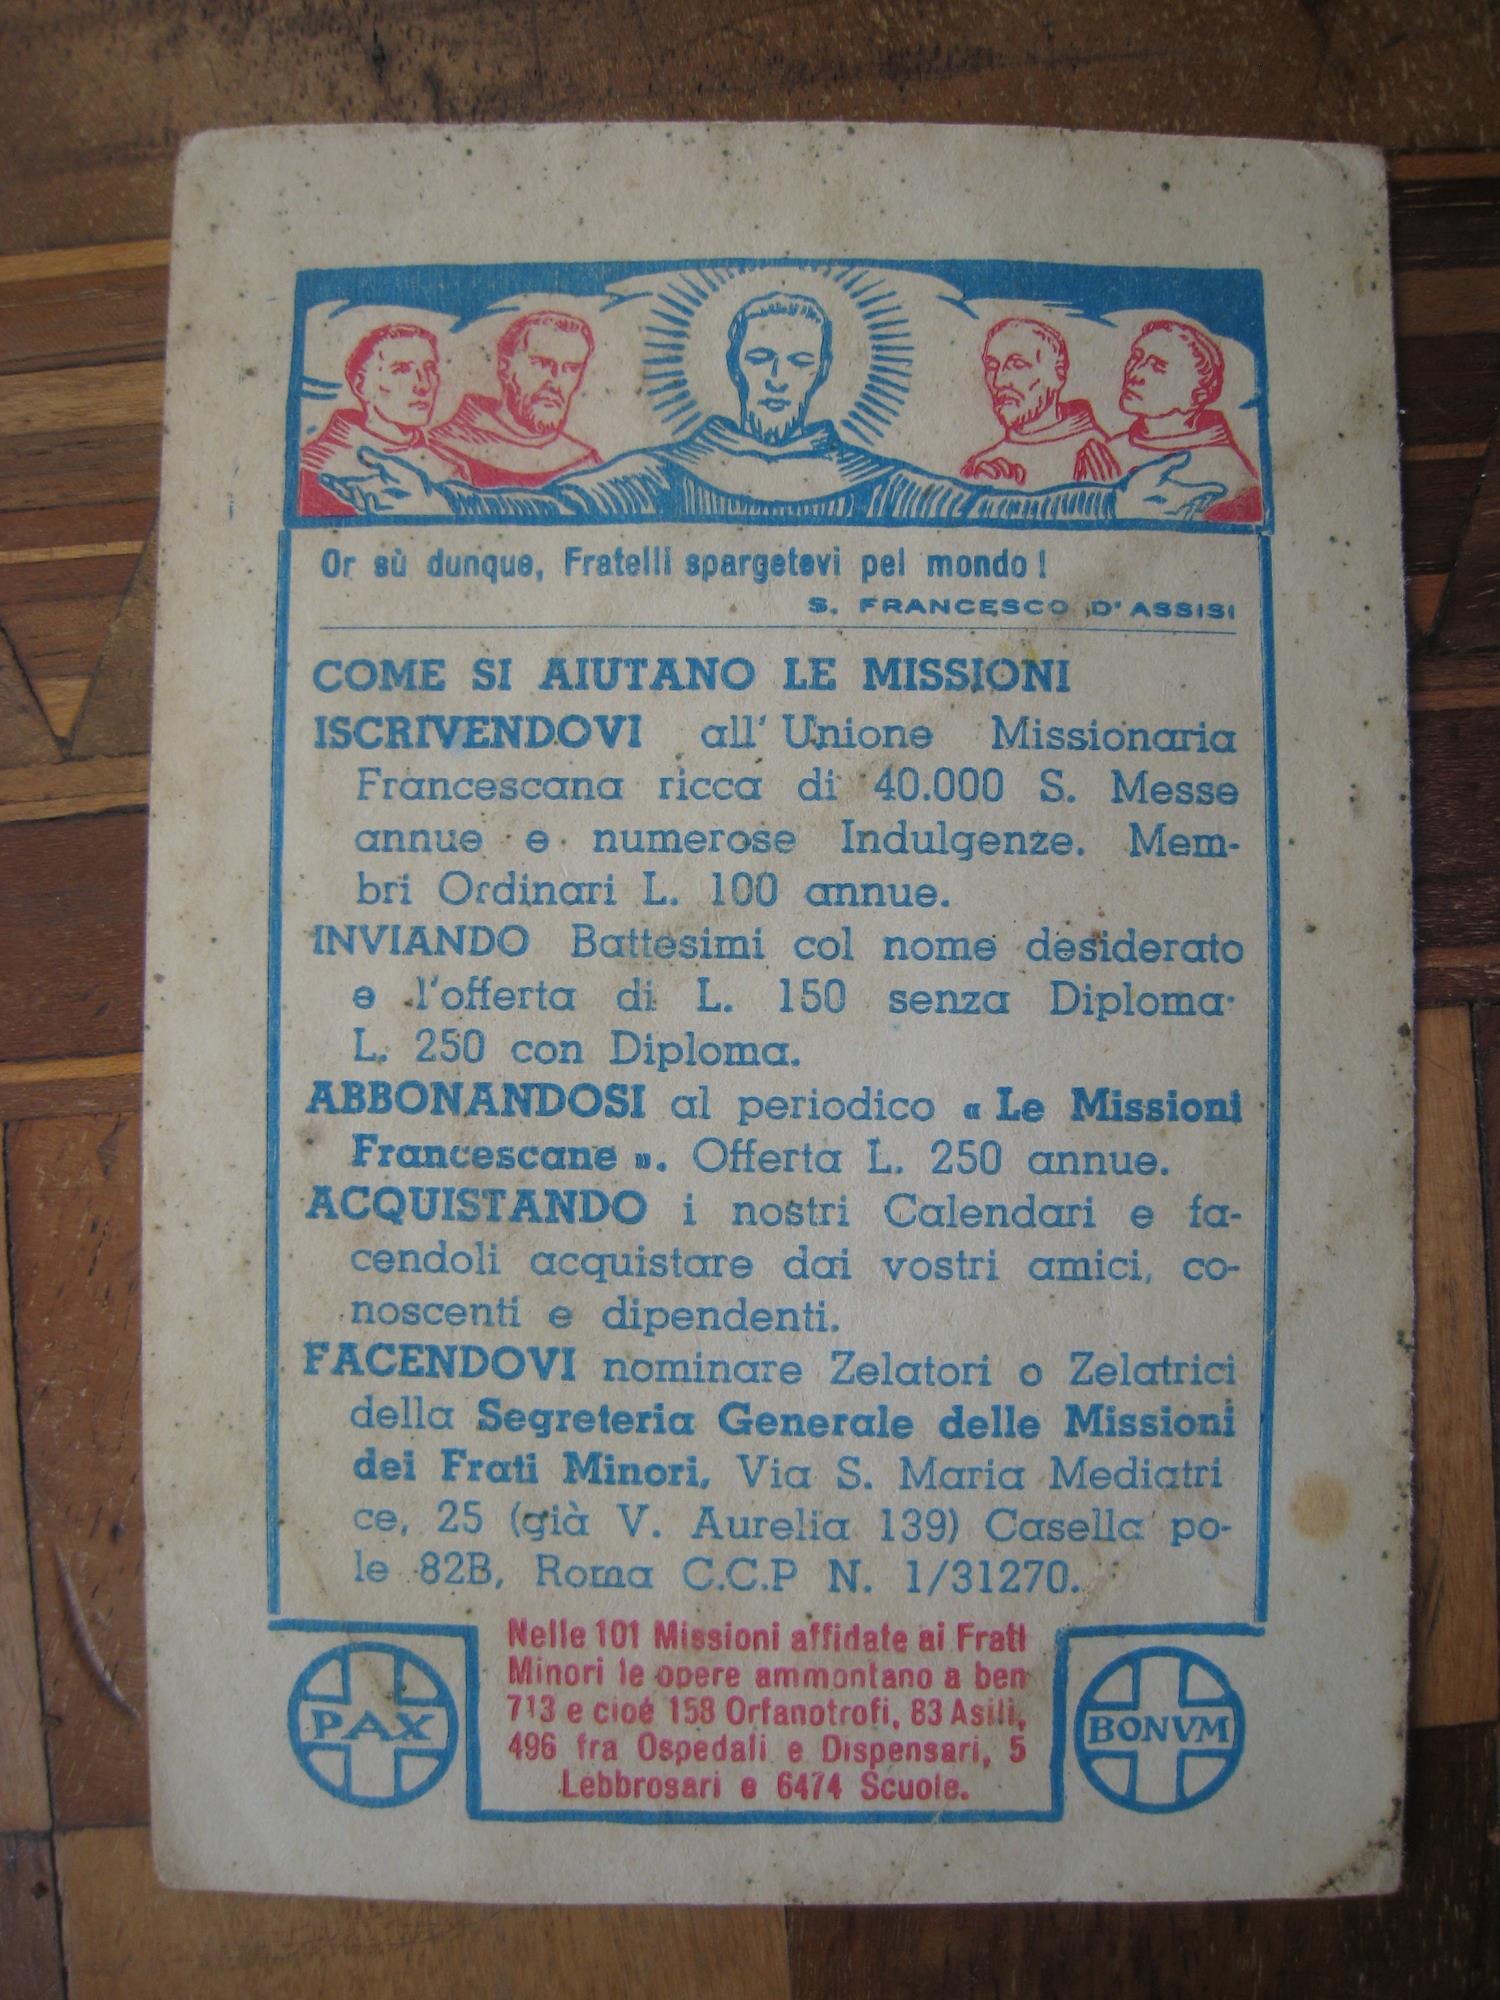 Or sù dunque, Fratelli spargetevi pel mondo !
S. FRANCESCO D'ASSISI
COME SI AIUTANO LE MISSIONI
ISCRIVENDOVI all' Unione Missionaria
Francescana ricca di 40.000 S. Messe
annue e numerose Indulgenze. Mem-
bri Ordinari L. 100 annue.
INVIANDO Battesimi col nome desiderato
e l'offerta di L. 150 senza Diploma
L. 250 con Diploma.
ABBONANDOSI al periodico « Le Missioni
Francescane ». Offerta L. 250 annue.
ACQUISTANDO i nostri Calendari e fa-
cendoli acquistare dai vostri amici, co-
noscenti e dipendenti.
FACENDOVI nominare Zelatori o Zelatrici
della Segreteria Generale delle Missioni
dei Frati Minori, Via S. Maria Mediatri
ce, 25 (già V. Aurelia 139) Casella po-
le 82B, Roma C.C.P N. 1/31270.
Nelle 101 Missioni affidate ai Frati
Minori le opere ammontano a ben
713 e cioé 158 Orfanotrofi, 83 Asili,
496 fra Ospedali e Dispensari, 5
Lebbrosari e 6474 Scuole.
PAX
BONVM